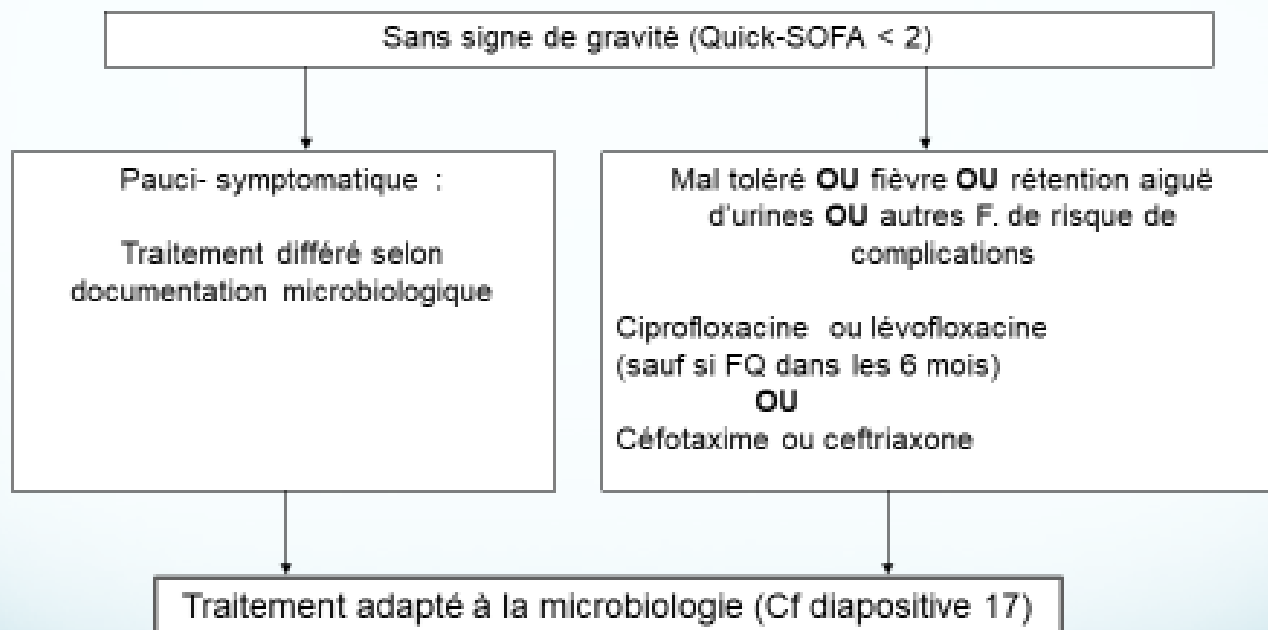 Sans signe de gravité (Quick-SOFA < 2)
Pauci- symptomatique :
Traitement différé selon
documentation microbiologique
Mal toléré OU fièvre OU rétention aiguë
d'urines OU autres F. de risque de
complications
Ciprofloxacine ou lévofloxacine
(sauf si FQ dans les 6 mois)
OU
Céfotaxime ou ceftriaxone
Traitement adapté à la microbiologie (Cf diapositive 17)